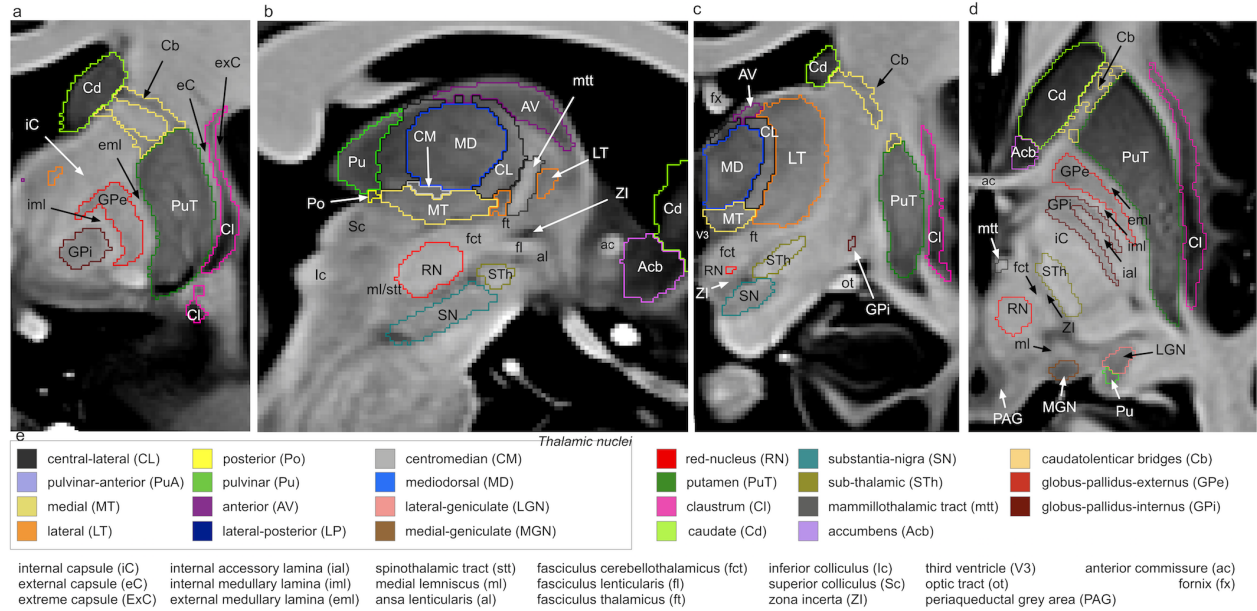 a
Cb
exC
Cd
eC
iC
eml
GPe
PuT
iml
GPi
Cl
Cl
b
mtt
AV
CM
MD
LT
Pu
CL
ZI
Po
MT
Sc
ft
Cd
fct
fl
ac
al
Ic
RN
Acb
ml/stt
STh
SN
c
Cd
AV
Cb
fx
CL
LT
MD
PuT
MT
V3
ft
fct
Cl
RN
STh
ZI
SN
ot
GPi
d
Cb
Cd
Acb
PuT
ac
GPe
GPi
eml
mtt
iC
iml
Cl
fct
STh
ial
RN
ZI
ml
LGN
PAG
MGN
Pu
e
Thalamic nuclei
central-lateral (CL) posterior (Po) centromedian (CM) red-nucleus (RN) substantia-nigra (SN) caudatolenticar bridges (Cb)
pulvinar-anterior (PuA) pulvinar (Pu) mediodorsal (MD) putamen (PuT) sub-thalamic (STh) globus-pallidus-externus (GPe)
medial (MT) anterior (AV) lateral-geniculate (LGN) claustrum (Cl) mammillothalamic tract (mtt) globus-pallidus-internus (GPi)
lateral (LT) lateral-posterior (LP) medial-geniculate (MGN) caudate (Cd) accumbens (Acb)
internal capsule (iC) internal accessory lamina (ial) spinothalamic tract (stt) fasciculus cerebellothalamicus (fct) inferior colliculus (Ic) third ventricle (V3) anterior commissure (ac)
external capsule (eC) internal medullary lamina (iml) medial lemniscus (ml) fasciculus lenticularis (fl) superior colliculus (Sc) optic tract (ot) fornix (fx)
extreme capsule (ExC) external medullary lamina (eml) ansa lenticularis (al) fasciculus thalamicus (ft) zona incerta (ZI) periaqueductal grey area (PAG)